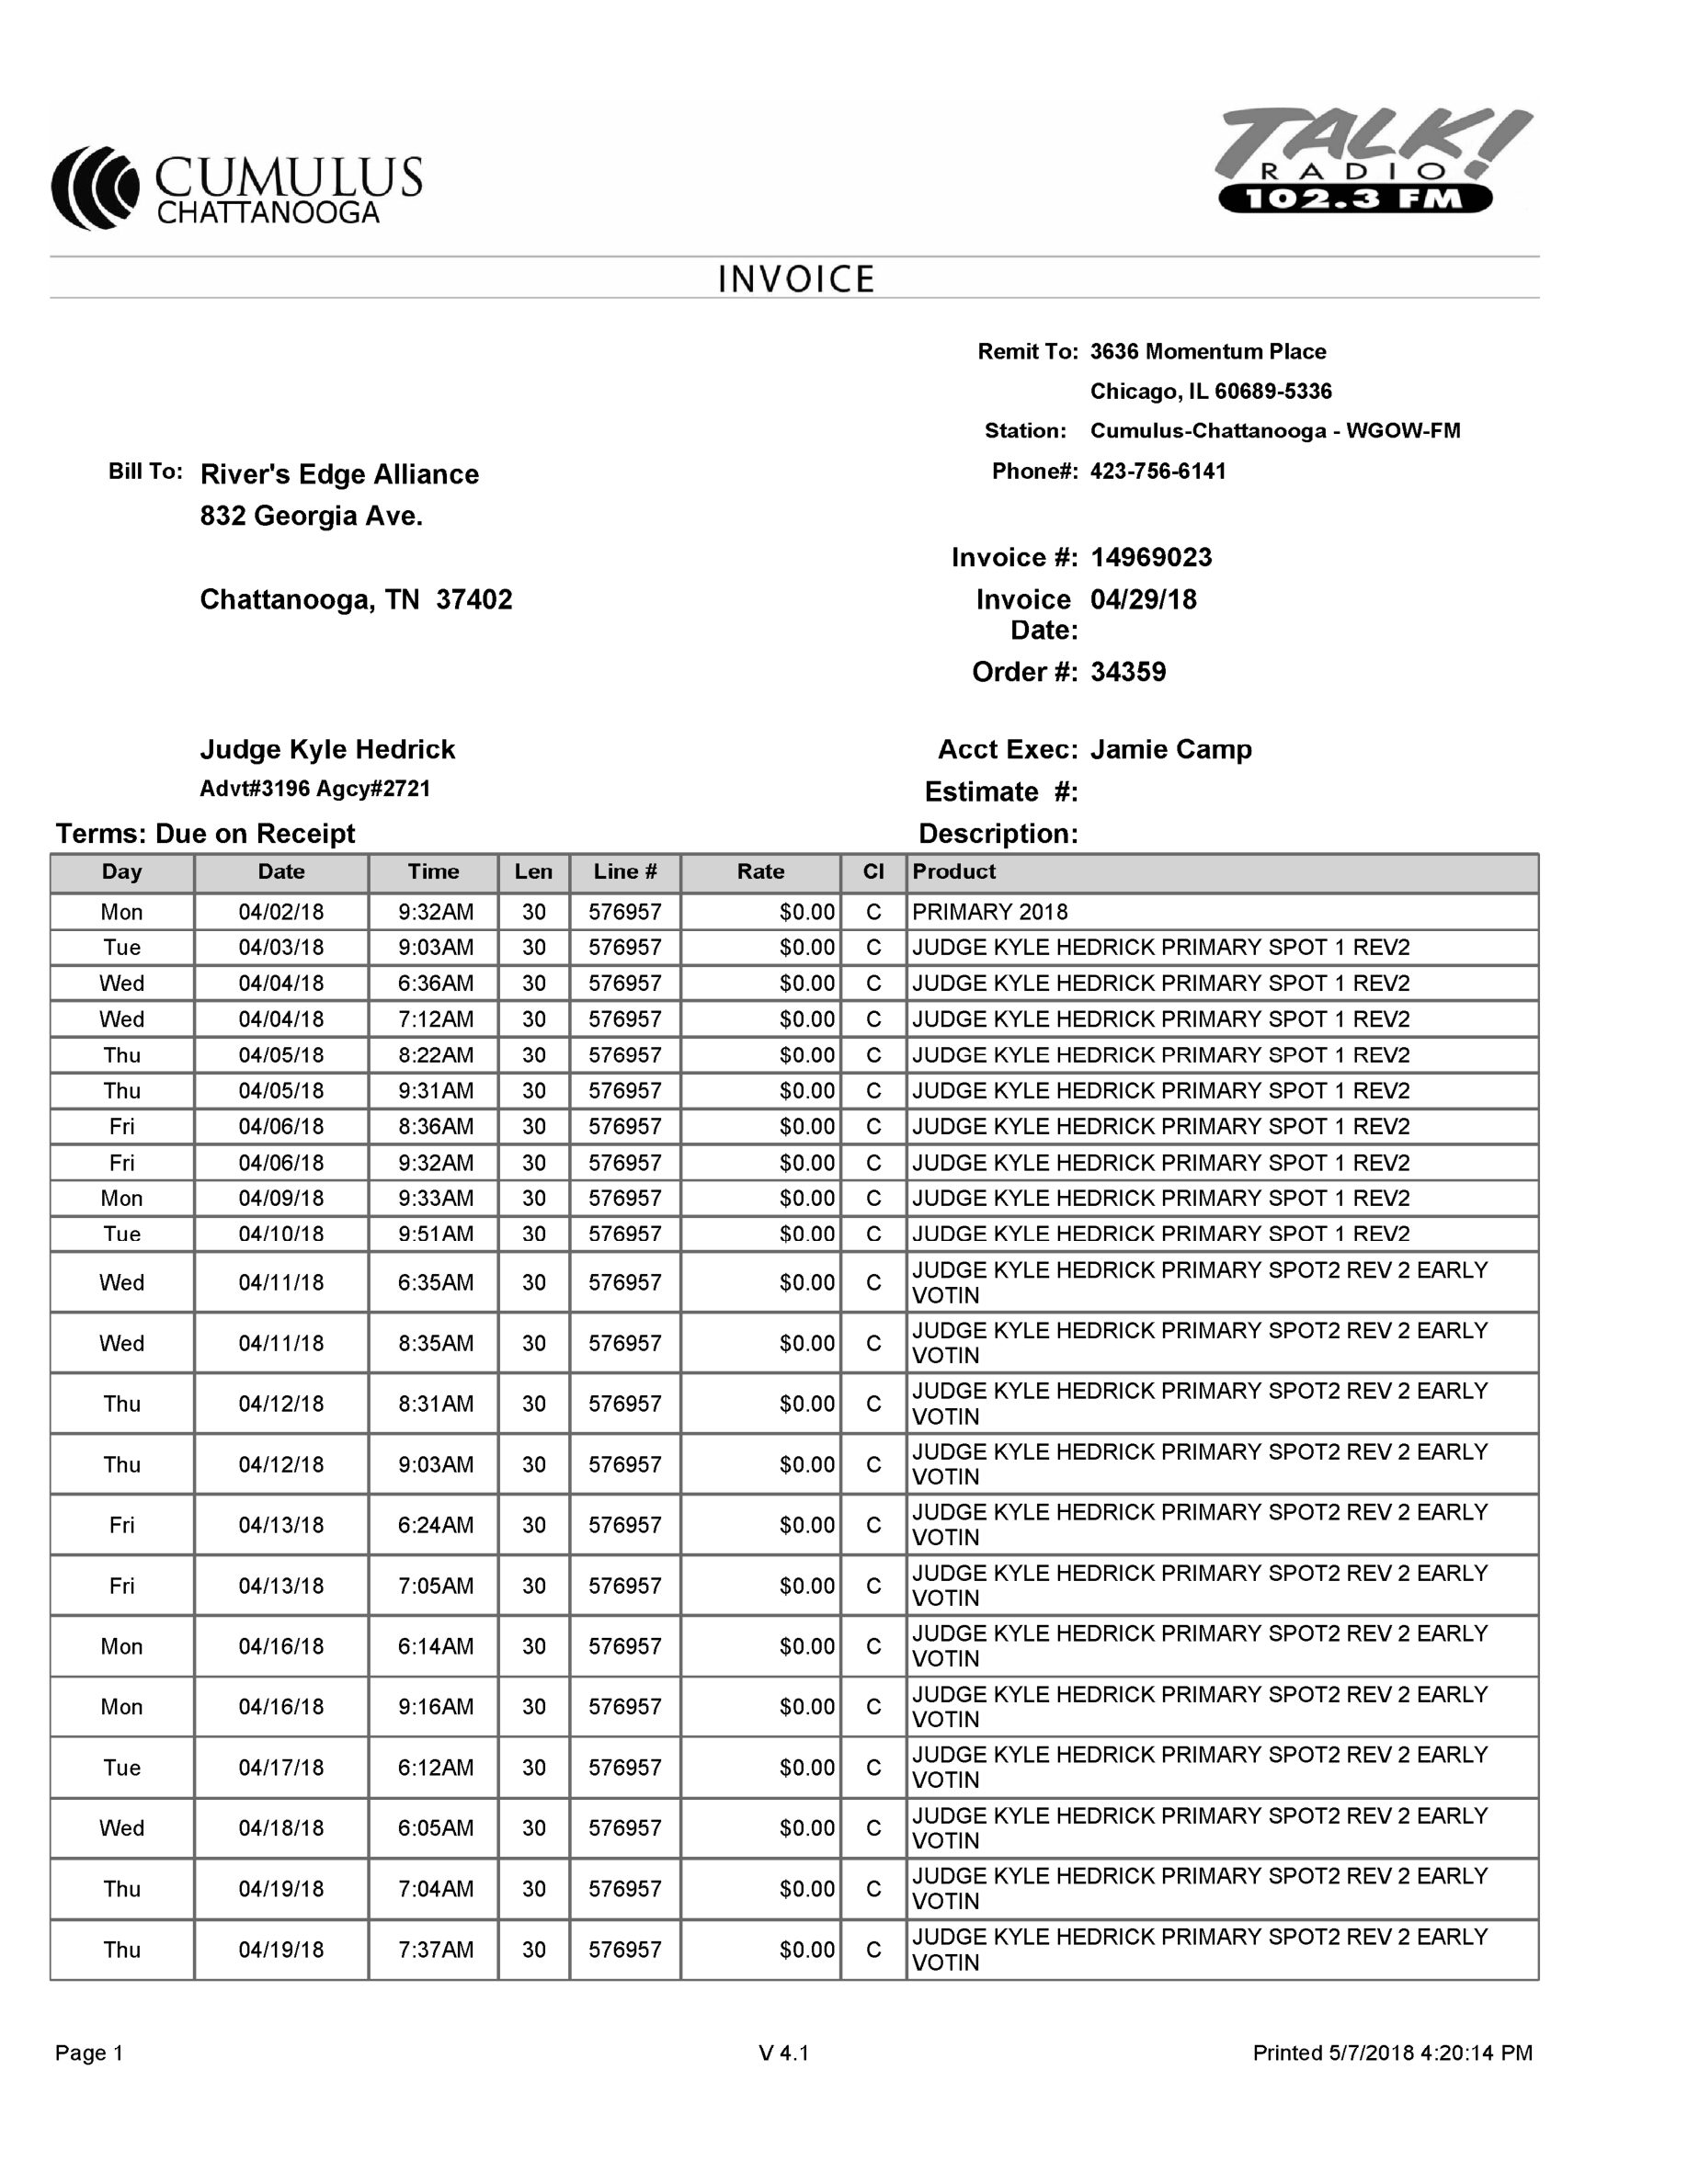 CUMULUS
CHATTANOOGA
TALK!
RADIO
102.3 FM
INVOICE
Remit To: 3636 Momentum Place
Chicago, IL 60689-5336
Station: Cumulus-Chattanooga - WGOW-FM
Bill To: River's Edge Alliance
Phone#: 423-756-6141
832 Georgia Ave.
Invoice #: 14969023
Chattanooga, TN 37402
Invoice Date: 04/29/18
Order #: 34359
Judge Kyle Hedrick
Acct Exec: Jamie Camp
Advt#3196 Agcy#2721
Estimate #:
Terms: Due on Receipt
Description:
Day Date Time Len Line # Rate Cl Product
Mon 04/02/18 9:32AM 30 576957 $0.00 C PRIMARY 2018
Tue 04/03/18 9:03AM 30 576957 $0.00 C JUDGE KYLE HEDRICK PRIMARY SPOT 1 REV2
Wed 04/04/18 6:36AM 30 576957 $0.00 C JUDGE KYLE HEDRICK PRIMARY SPOT 1 REV2
Wed 04/04/18 7:12AM 30 576957 $0.00 C JUDGE KYLE HEDRICK PRIMARY SPOT 1 REV2
Thu 04/05/18 8:22AM 30 576957 $0.00 C JUDGE KYLE HEDRICK PRIMARY SPOT 1 REV2
Thu 04/05/18 9:31AM 30 576957 $0.00 C JUDGE KYLE HEDRICK PRIMARY SPOT 1 REV2
Fri 04/06/18 8:36AM 30 576957 $0.00 C JUDGE KYLE HEDRICK PRIMARY SPOT 1 REV2
Fri 04/06/18 9:32AM 30 576957 $0.00 C JUDGE KYLE HEDRICK PRIMARY SPOT 1 REV2
Mon 04/09/18 9:33AM 30 576957 $0.00 C JUDGE KYLE HEDRICK PRIMARY SPOT 1 REV2
Tue 04/10/18 9:51AM 30 576957 $0.00 C JUDGE KYLE HEDRICK PRIMARY SPOT 1 REV2
Wed 04/11/18 6:35AM 30 576957 $0.00 C JUDGE KYLE HEDRICK PRIMARY SPOT2 REV 2 EARLY
VOTIN
Wed 04/11/18 8:35AM 30 576957 $0.00 C JUDGE KYLE HEDRICK PRIMARY SPOT2 REV 2 EARLY
VOTIN
Thu 04/12/18 8:31AM 30 576957 $0.00 C JUDGE KYLE HEDRICK PRIMARY SPOT2 REV 2 EARLY
VOTIN
Thu 04/12/18 9:03AM 30 576957 $0.00 C JUDGE KYLE HEDRICK PRIMARY SPOT2 REV 2 EARLY
VOTIN
Fri 04/13/18 6:24AM 30 576957 $0.00 C JUDGE KYLE HEDRICK PRIMARY SPOT2 REV 2 EARLY
VOTIN
Fri 04/13/18 7:05AM 30 576957 $0.00 C JUDGE KYLE HEDRICK PRIMARY SPOT2 REV 2 EARLY
VOTIN
Mon 04/16/18 6:14AM 30 576957 $0.00 C JUDGE KYLE HEDRICK PRIMARY SPOT2 REV 2 EARLY
VOTIN
Mon 04/16/18 9:16AM 30 576957 $0.00 C JUDGE KYLE HEDRICK PRIMARY SPOT2 REV 2 EARLY
VOTIN
Tue 04/17/18 6:12AM 30 576957 $0.00 C JUDGE KYLE HEDRICK PRIMARY SPOT2 REV 2 EARLY
VOTIN
Wed 04/18/18 6:05AM 30 576957 $0.00 C JUDGE KYLE HEDRICK PRIMARY SPOT2 REV 2 EARLY
VOTIN
Thu 04/19/18 7:04AM 30 576957 $0.00 C JUDGE KYLE HEDRICK PRIMARY SPOT2 REV 2 EARLY
VOTIN
Thu 04/19/18 7:37AM 30 576957 $0.00 C JUDGE KYLE HEDRICK PRIMARY SPOT2 REV 2 EARLY
VOTIN
Page 1 V 4.1 Printed 5/7/2018 4:20:14 PM